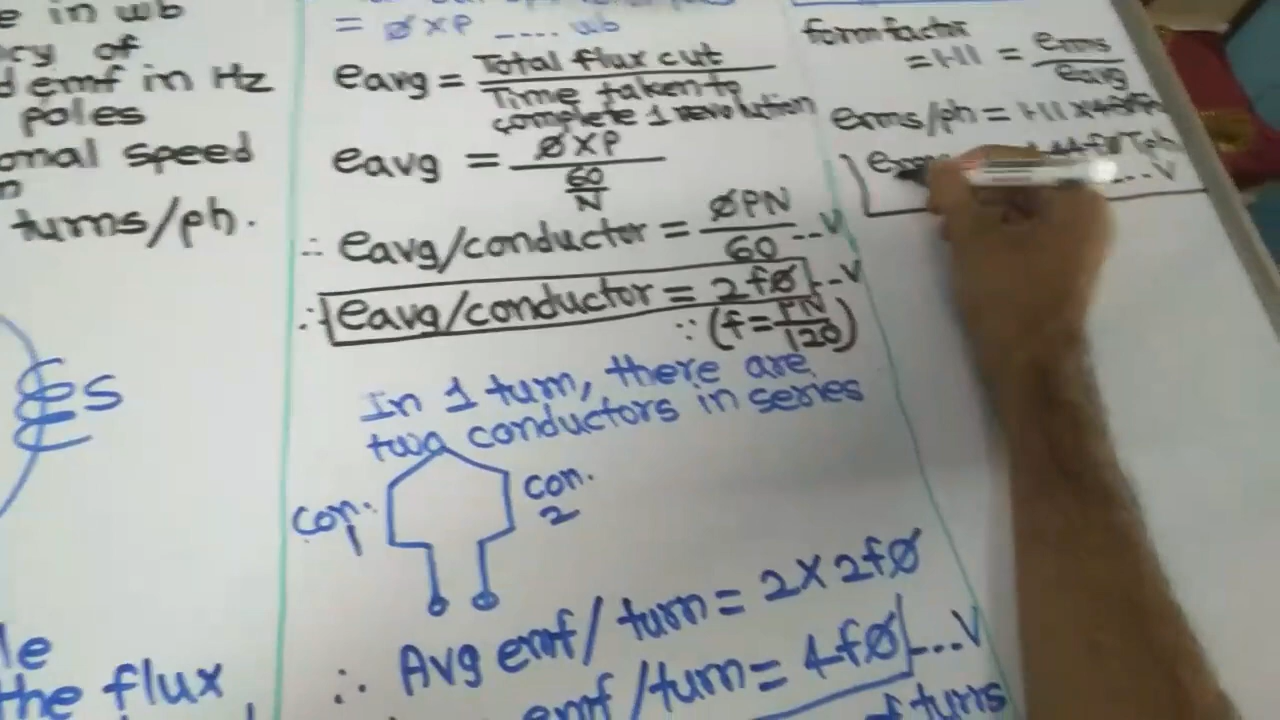 e in wb
cy of
d emf in Hz
poles
onal speed
turns/ph.
S
le
the flux
= ØXP ---- wb
eavg = Total flux cut
Time taken to
complete 1 revolution
eavg = ØXP
60
N
∴ eavg/conductor = ØPN
60 ---V
∴ eavg/conductor = 2fØ ---V
∵ (f = PN
120)
In 1 turn, there are
two conductors in series
con. 1
con. 2
∴ Avg emf / turn = 2 X 2fØ
emf /turn = 4fØ ---V
turns
form factor
= 1.11 = erms
eavg
erms/ph = 1.11 x
---V